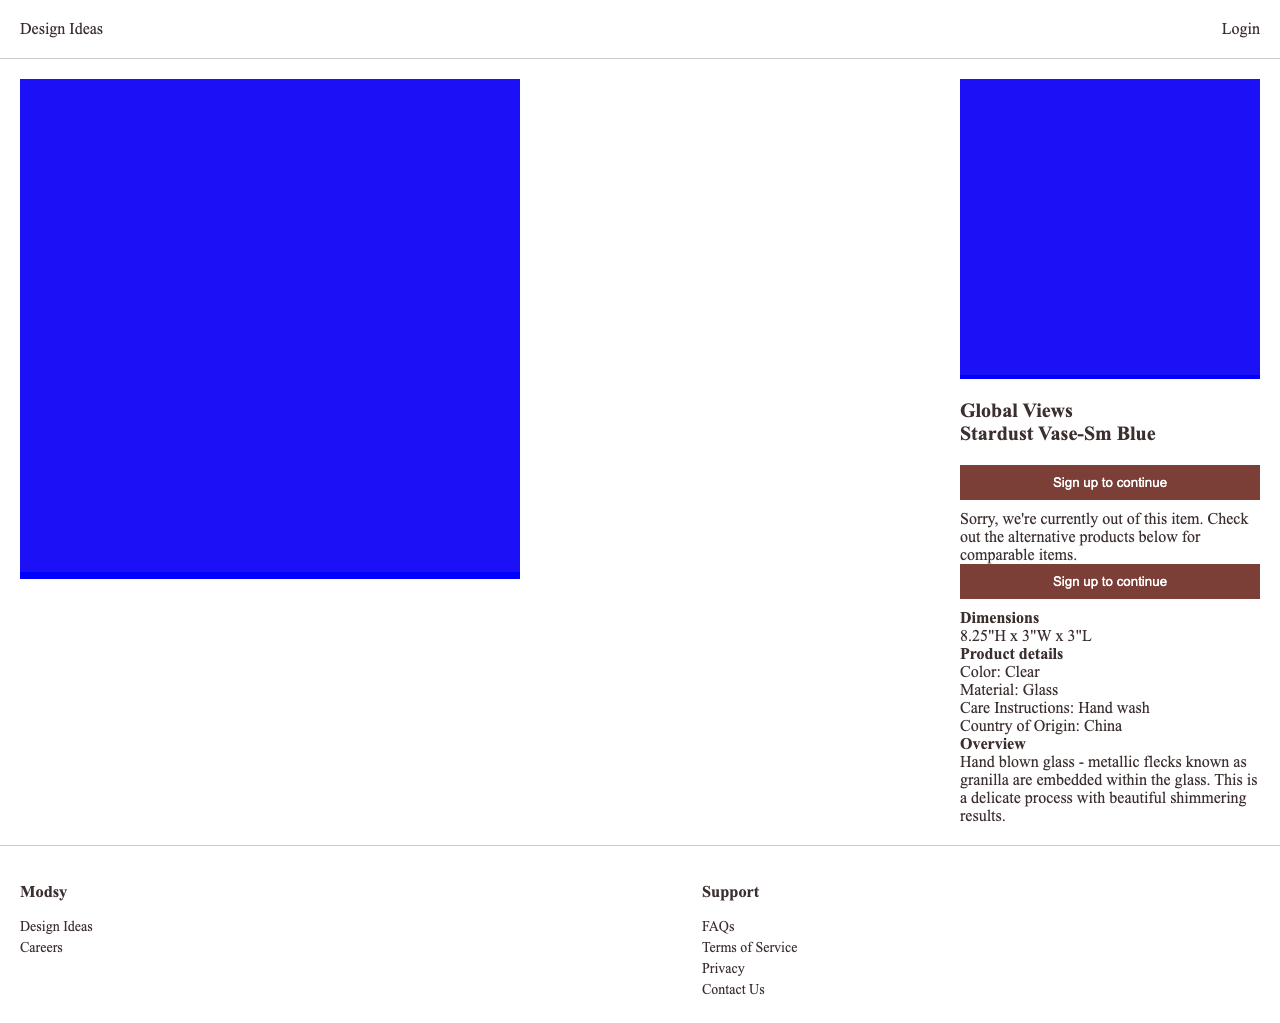 Design Ideas
Login
Global Views
Stardust Vase-Sm Blue
Sign up to continue
Sorry, we're currently out of this item. Check
out the alternative products below for
comparable items.
Sign up to continue
Dimensions
8.25"H x 3"W x 3"L
Product details
Color: Clear
Material: Glass
Care Instructions: Hand wash
Country of Origin: China
Overview
Hand blown glass - metallic flecks known as
granilla are embedded within the glass. This is
a delicate process with beautiful shimmering
results.
Modsy
Design Ideas
Careers
Support
FAQs
Terms of Service
Privacy
Contact Us